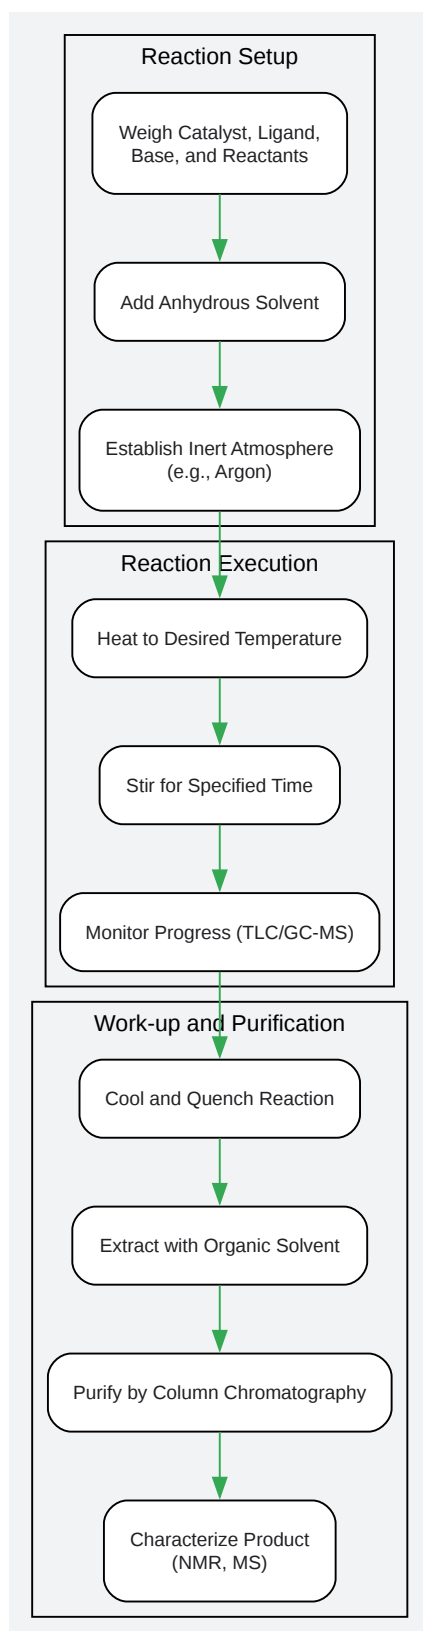 Reaction Setup
Weigh Catalyst, Ligand,
Base, and Reactants
Add Anhydrous Solvent
Establish Inert Atmosphere
(e.g., Argon)
Reaction Execution
Heat to Desired Temperature
Stir for Specified Time
Monitor Progress (TLC/GC-MS)
Work-up and Purification
Cool and Quench Reaction
Extract with Organic Solvent
Purify by Column Chromatography
Characterize Product
(NMR, MS)